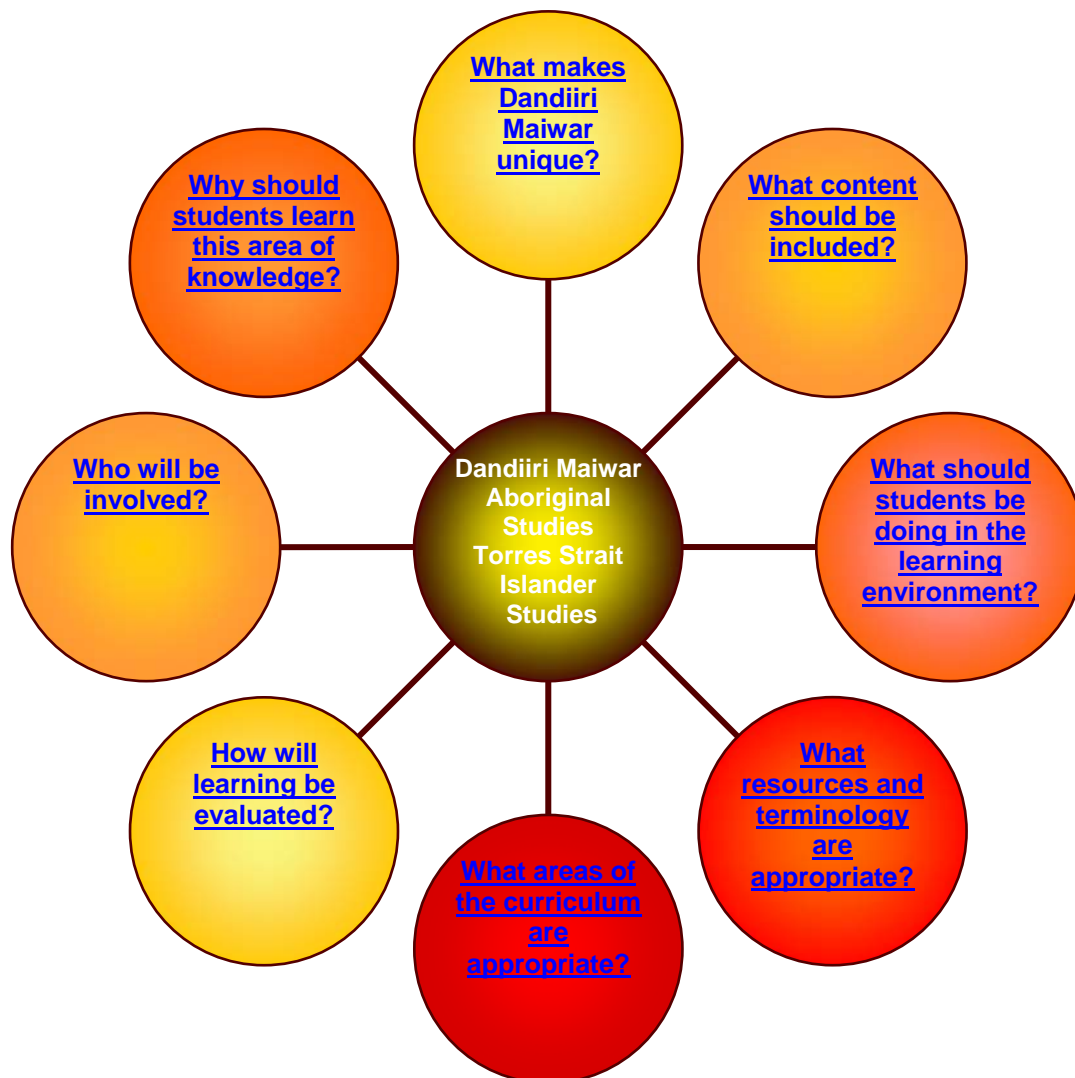 What makes
Dandiiri
Maiwar
unique?
What content
should be
included?
What should
students be
doing in the
learning
environment?
What
resources and
terminology
are
appropriate?
What areas of
the curriculum
are
appropriate?
How will
learning be
evaluated?
Who will be
involved?
Why should
students learn
this area of
knowledge?
Dandiiri Maiwar
Aboriginal
Studies
Torres Strait
Islander
Studies